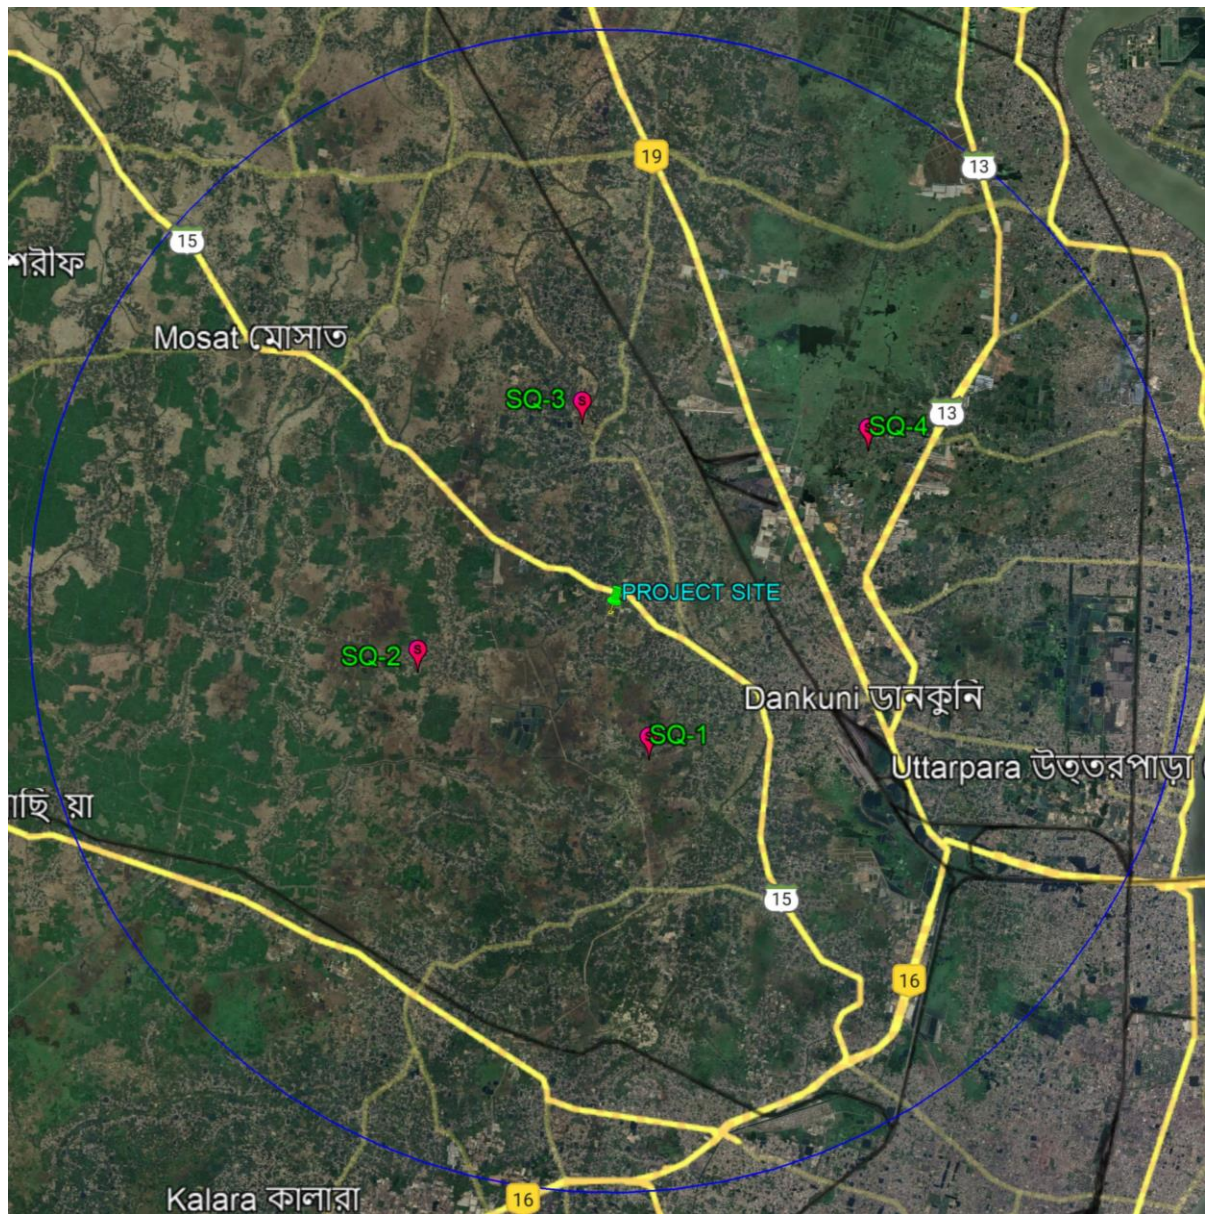 19
13
15
শরীফ
Mosat মোসাত
SQ-3
S
13
SQ-4
PROJECT SITE
SQ-2
S
Dankuni ডানকুনি
SQ-1
Uttarpara উত্তরপাড়া
15
16
Kalara কালারা
16